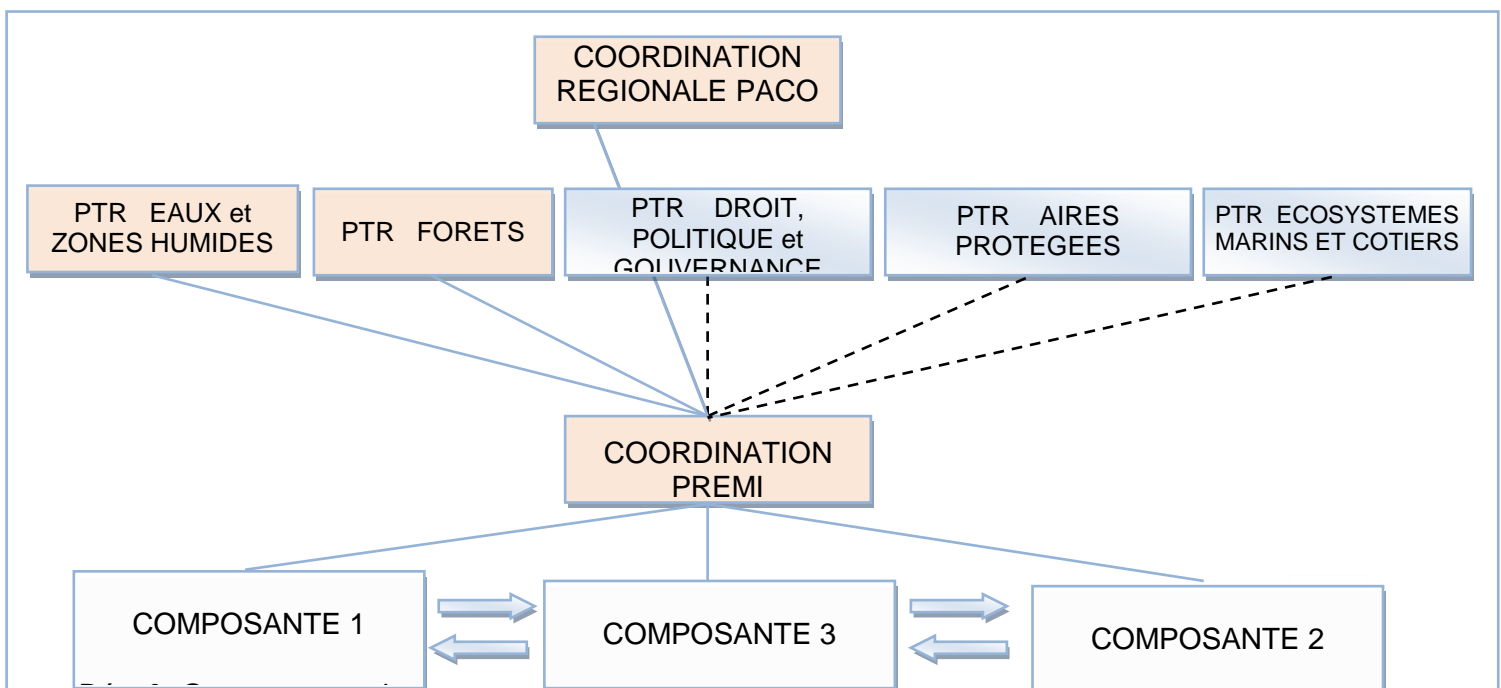 COORDINATION
REGIONALE PACO
PTR EAUX et
ZONES HUMIDES
PTR FORETS
PTR DROIT,
POLITIQUE et
GOUVERNANCE
PTR AIRES
PROTEGEES
PTR ECOSYSTEMES
MARINS ET COTIERS
COORDINATION
PREMI
COMPOSANTE 1
COMPOSANTE 3
COMPOSANTE 2